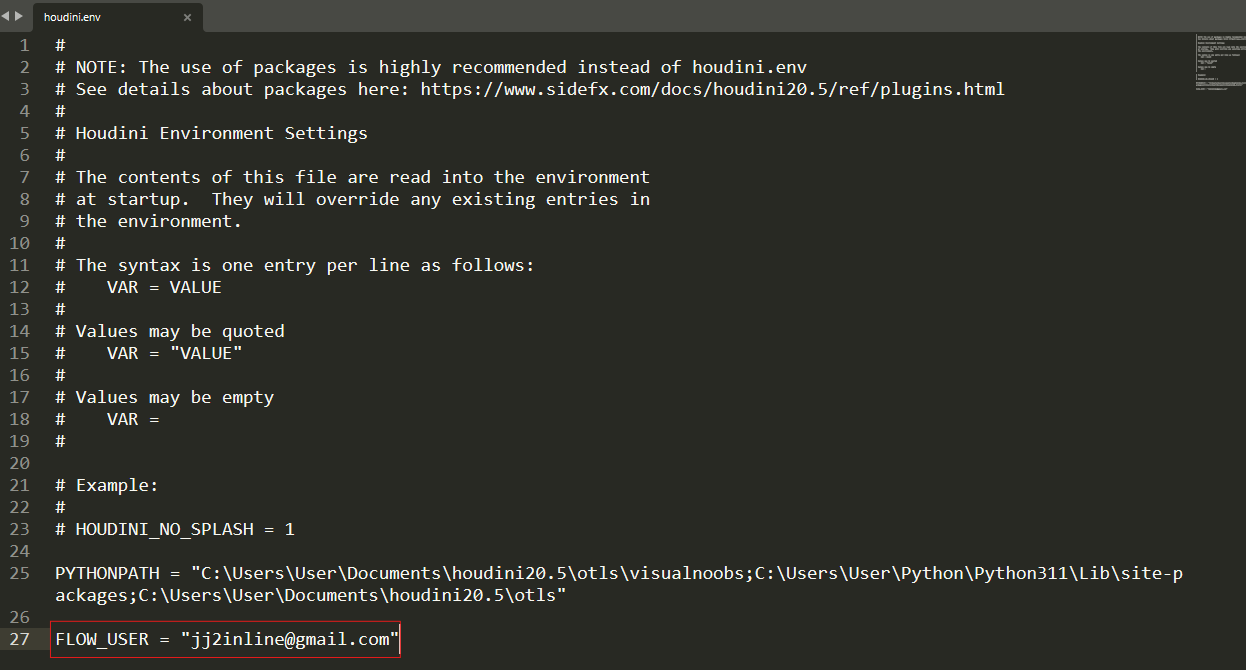 houdini.env ×
1 #
2 # NOTE: The use of packages is highly recommended instead of houdini.env
3 # See details about packages here: https://www.sidefx.com/docs/houdini20.5/ref/plugins.html
4 #
5 # Houdini Environment Settings
6 #
7 # The contents of this file are read into the environment
8 # at startup.  They will override any existing entries in
9 # the environment.
10 #
11 # The syntax is one entry per line as follows:
12 #    VAR = VALUE
13 #
14 # Values may be quoted
15 #    VAR = "VALUE"
16 #
17 # Values may be empty
18 #    VAR =
19 #
20
21 # Example:
22 #
23 # HOUDINI_NO_SPLASH = 1
24
25 PYTHONPATH = "C:\Users\User\Documents\houdini20.5\otls\visualnoobs;C:\Users\User\Python\Python311\Lib\site-p
ackages;C:\Users\User\Documents\houdini20.5\otls"
26
27 FLOW_USER = "jj2inline@gmail.com"